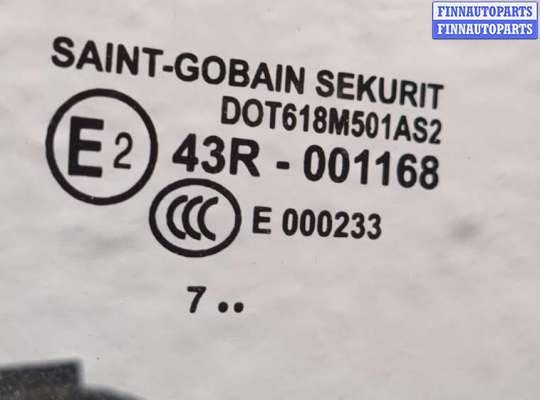 FINNAUTOPARTS
FINNAUTOPARTS
SAINT-GOBAIN SEKURIT
DOT618M501AS2
E2 43R - 001168
CCC E 000233
7 ..